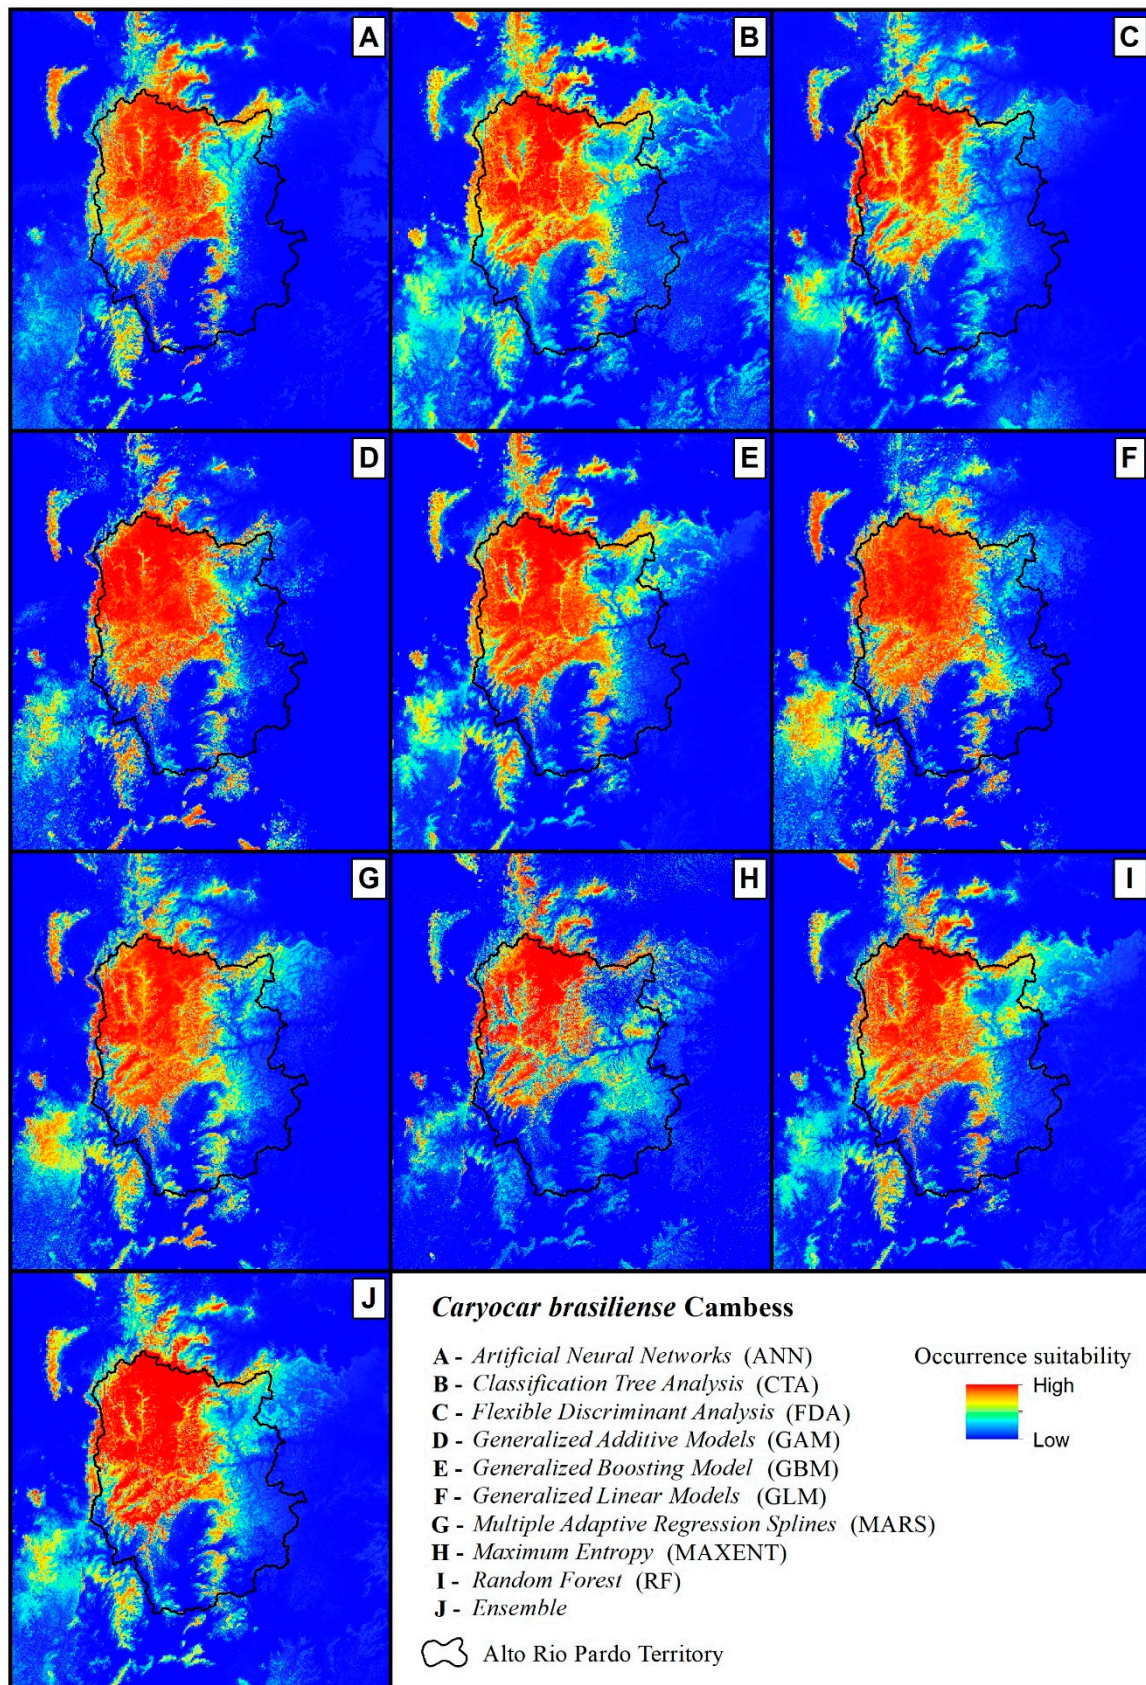 A
B
C
D
E
F
G
H
I
J
Caryocar brasiliense Cambess
A - Artificial Neural Networks (ANN)
B - Classification Tree Analysis (CTA)
C - Flexible Discriminant Analysis (FDA)
D - Generalized Additive Models (GAM)
E - Generalized Boosting Model (GBM)
F - Generalized Linear Models (GLM)
G - Multiple Adaptive Regression Splines (MARS)
H - Maximum Entropy (MAXENT)
I - Random Forest (RF)
J - Ensemble
Alto Rio Pardo Territory
Occurrence suitability
High
Low